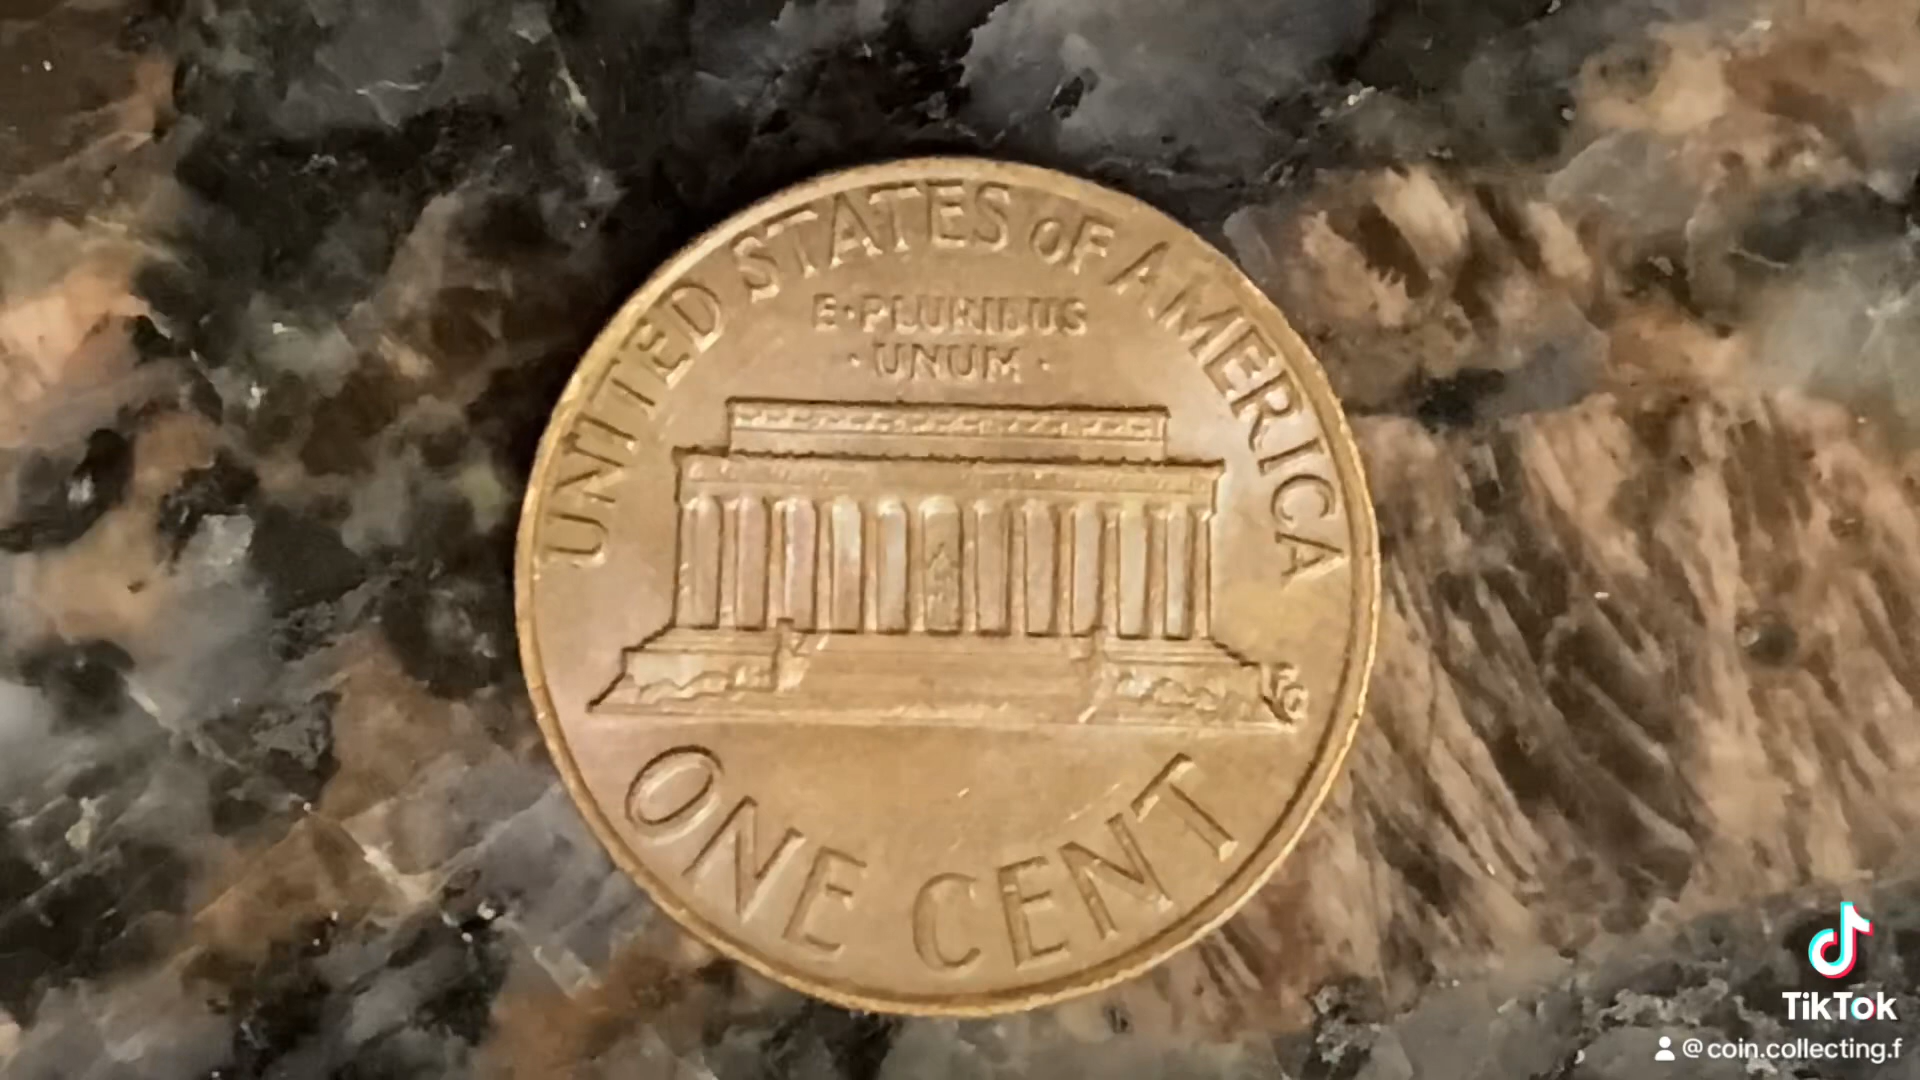 UNITED STATES OF AMERICA
E·PLURIBUS
·UNUM·
FG
ONE CENT
TikTok
@coin.collecting.f